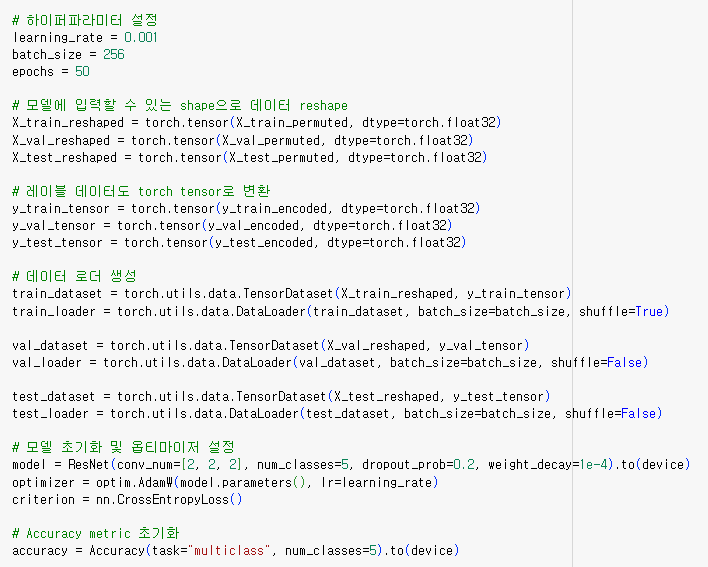 # 하이퍼파라미터 설정
learning_rate = 0.001
batch_size = 256
epochs = 50
# 모델에 입력할 수 있는 shape으로 데이터 reshape
X_train_reshaped = torch.tensor(X_train_permuted, dtype=torch.float32)
X_val_reshaped = torch.tensor(X_val_permuted, dtype=torch.float32)
X_test_reshaped = torch.tensor(X_test_permuted, dtype=torch.float32)
# 레이블 데이터도 torch tensor로 변환
y_train_tensor = torch.tensor(y_train_encoded, dtype=torch.float32)
y_val_tensor = torch.tensor(y_val_encoded, dtype=torch.float32)
y_test_tensor = torch.tensor(y_test_encoded, dtype=torch.float32)
# 데이터 로더 생성
train_dataset = torch.utils.data.TensorDataset(X_train_reshaped, y_train_tensor)
train_loader = torch.utils.data.DataLoader(train_dataset, batch_size=batch_size, shuffle=True)
val_dataset = torch.utils.data.TensorDataset(X_val_reshaped, y_val_tensor)
val_loader = torch.utils.data.DataLoader(val_dataset, batch_size=batch_size, shuffle=False)
test_dataset = torch.utils.data.TensorDataset(X_test_reshaped, y_test_tensor)
test_loader = torch.utils.data.DataLoader(test_dataset, batch_size=batch_size, shuffle=False)
# 모델 초기화 및 옵티마이저 설정
model = ResNet(conv_num=[2, 2, 2], num_classes=5, dropout_prob=0.2, weight_decay=1e-4).to(device)
optimizer = optim.AdamW(model.parameters(), lr=learning_rate)
criterion = nn.CrossEntropyLoss()
# Accuracy metric 초기화
accuracy = Accuracy(task="multiclass", num_classes=5).to(device)